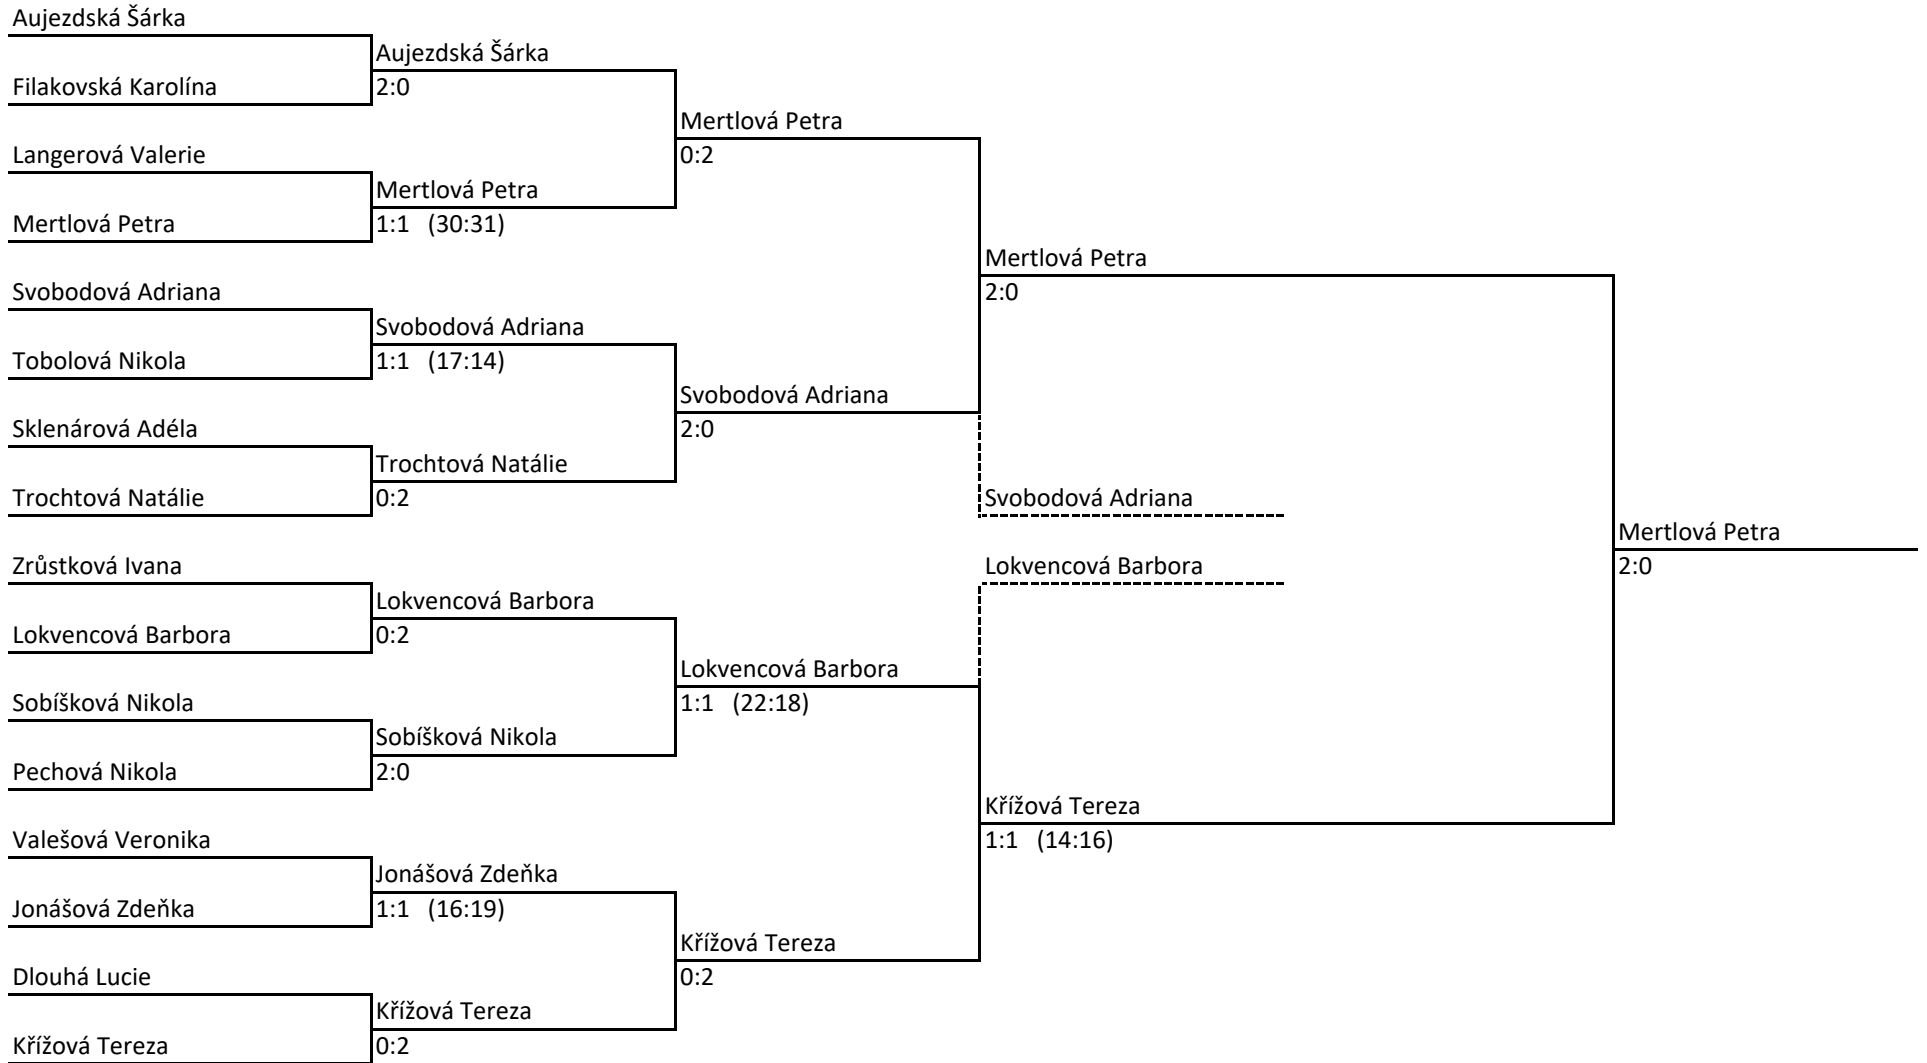 Aujezdská Šárka
Aujezdská Šárka
Filakovská Karolína
2:0
Mertlová Petra
Langerová Valerie
0:2
Mertlová Petra
Mertlová Petra
1:1 (30:31)
Mertlová Petra
Svobodová Adriana
2:0
Svobodová Adriana
Tobolová Nikola
1:1 (17:14)
Svobodová Adriana
Sklenárová Adéla
2:0
Trochtová Natálie
Trochtová Natálie
0:2
Svobodová Adriana
Mertlová Petra
Zrůstková Ivana
Lokvencová Barbora
2:0
Lokvencová Barbora
Lokvencová Barbora
0:2
Lokvencová Barbora
Sobíšková Nikola
1:1 (22:18)
Sobíšková Nikola
Pechová Nikola
2:0
Křížová Tereza
Valešová Veronika
1:1 (14:16)
Jonášová Zdeňka
Jonášová Zdeňka
1:1 (16:19)
Křížová Tereza
Dlouhá Lucie
0:2
Křížová Tereza
Křížová Tereza
0:2